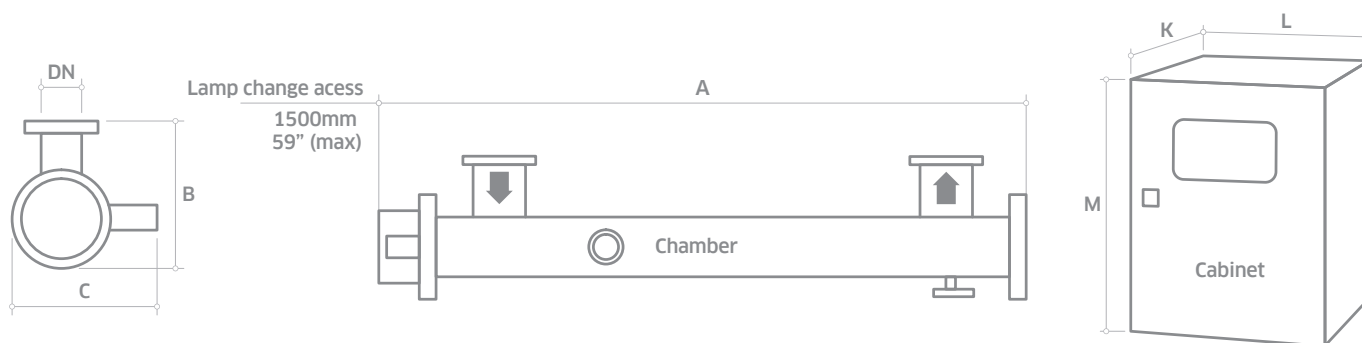 DN
B
C
Lamp change acess
1500mm
59” (max)
A
Chamber
K
L
M
Cabinet